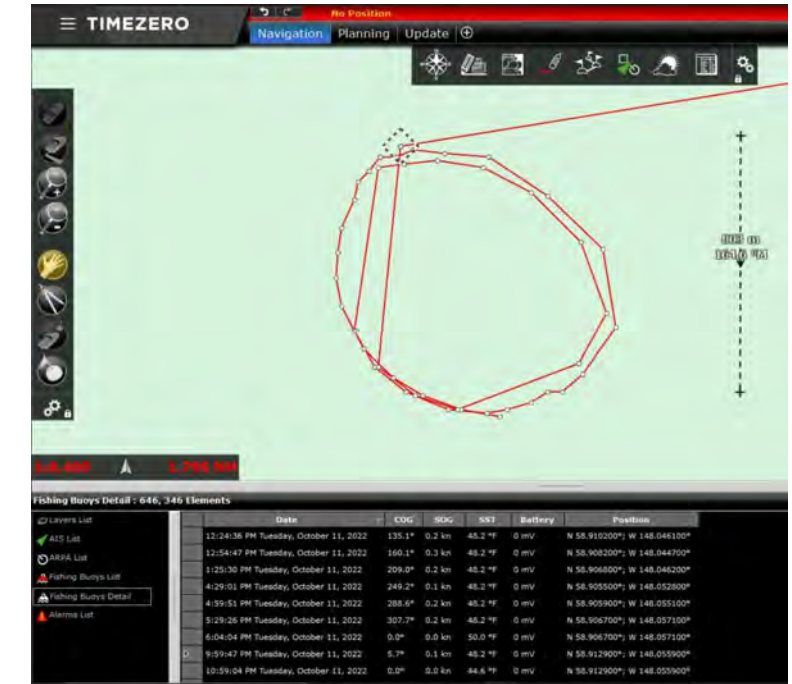 TIMEZERO
No Position
Navigation Planning Update
164.6 °M
Fishing Buoys Detail : 646, 346 Elements
Layers List
AIS List
ARPA List
Fishing Buoys List
Fishing Buoys Detail
Alarms List
Date COG SOG SST Battery Position
12:24:36 PM Tuesday, October 11, 2022 135.1° 0.2 kn 48.2 °F 0 mV N 58.910200°; W 148.046100°
12:54:47 PM Tuesday, October 11, 2022 160.1° 0.3 kn 48.2 °F 0 mV N 58.908200°; W 148.044700°
1:25:30 PM Tuesday, October 11, 2022 209.0° 0.2 kn 48.2 °F 0 mV N 58.906800°; W 148.046200°
4:29:01 PM Tuesday, October 11, 2022 249.2° 0.1 kn 48.2 °F 0 mV N 58.905500°; W 148.052800°
4:59:51 PM Tuesday, October 11, 2022 288.6° 0.2 kn 48.2 °F 0 mV N 58.905900°; W 148.055100°
5:29:26 PM Tuesday, October 11, 2022 307.7° 0.2 kn 48.2 °F 0 mV N 58.906700°; W 148.057100°
6:04:04 PM Tuesday, October 11, 2022 0.0° 0.0 kn 50.0 °F 0 mV N 58.906700°; W 148.057100°
D 9:59:47 PM Tuesday, October 11, 2022 5.7° 0.1 kn 48.2 °F 0 mV N 58.912900°; W 148.055900°
10:59:04 PM Tuesday, October 11, 2022 0.0° 0.0 kn 44.6 °F 0 mV N 58.912900°; W 148.055900°